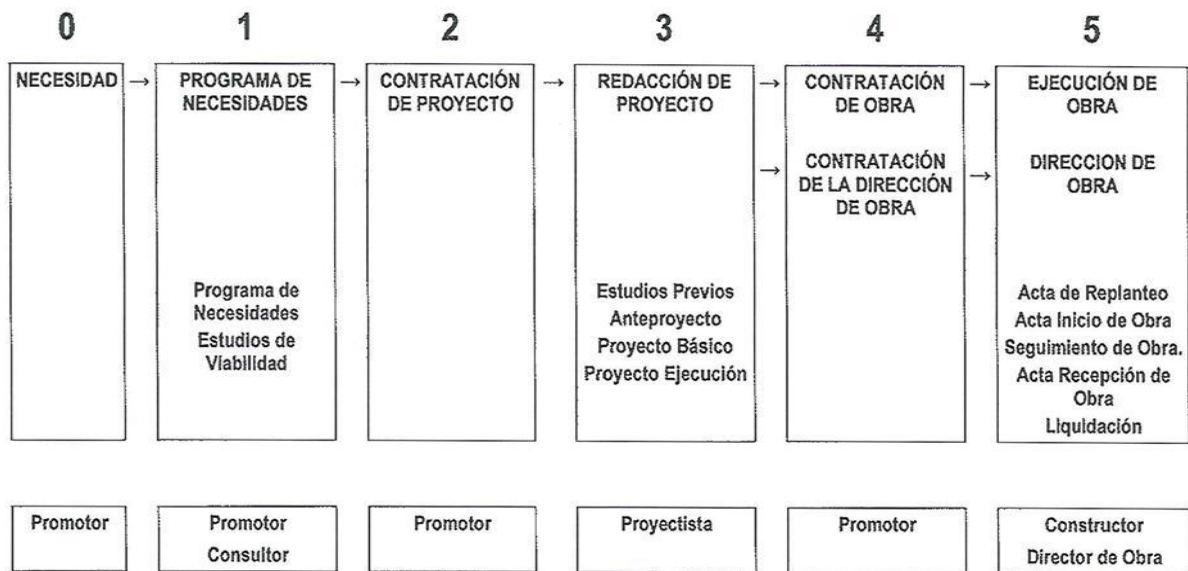 0
1
2
3
4
5
NECESIDAD
→
PROGRAMA DE
NECESIDADES
→
CONTRATACIÓN
DE PROYECTO
→
REDACCIÓN DE
PROYECTO
→
CONTRATACIÓN
DE OBRA
→
EJECUCIÓN DE
OBRA
→
CONTRATACIÓN
DE LA DIRECCIÓN
DE OBRA
→
DIRECCION DE
OBRA
Programa de
Necesidades
Estudios de
Viabilidad
Estudios Previos
Anteproyecto
Proyecto Básico
Proyecto Ejecución
Acta de Replanteo
Acta Inicio de Obra
Seguimiento de Obra.
Acta Recepción de
Obra
Liquidación
Promotor
Promotor
Consultor
Promotor
Proyectista
Promotor
Constructor
Director de Obra